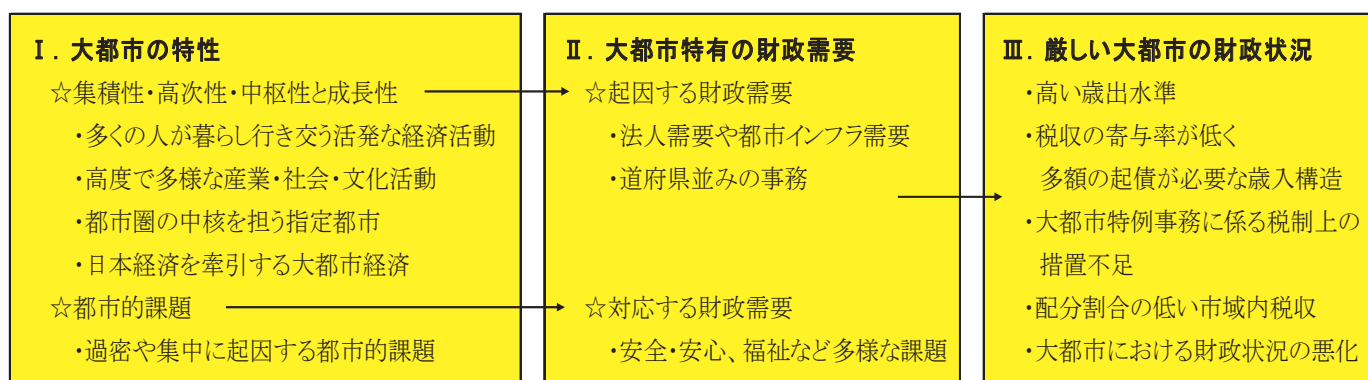 Ⅰ. 大都市の特性
☆集積性・高次性・中枢性と成長性
・多くの人が暮らし行き交う活発な経済活動
・高度で多様な産業・社会・文化活動
・都市圏の中核を担う指定都市
・日本経済を牽引する大都市経済
☆都市的課題
・過密や集中に起因する都市的課題
Ⅱ. 大都市特有の財政需要
☆起因する財政需要
・法人需要や都市インフラ需要
・道府県並みの事務
☆対応する財政需要
・安全・安心、福祉など多様な課題
Ⅲ. 厳しい大都市の財政状況
・高い歳出水準
・税収の寄与率が低く
多額の起債が必要な歳入構造
・大都市特例事務に係る税制上の
措置不足
・配分割合の低い市域内税収
・大都市における財政状況の悪化